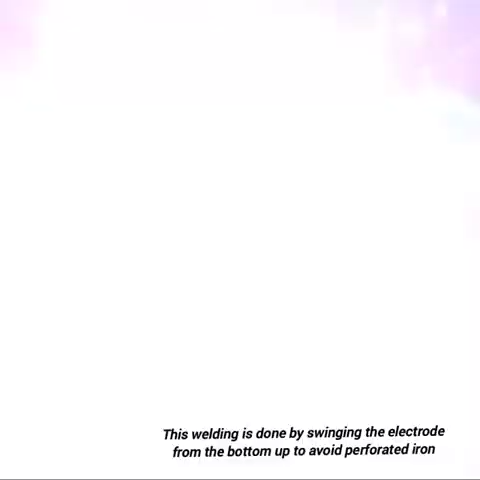 This welding is done by swinging the electrode
from the bottom up to avoid perforated iron